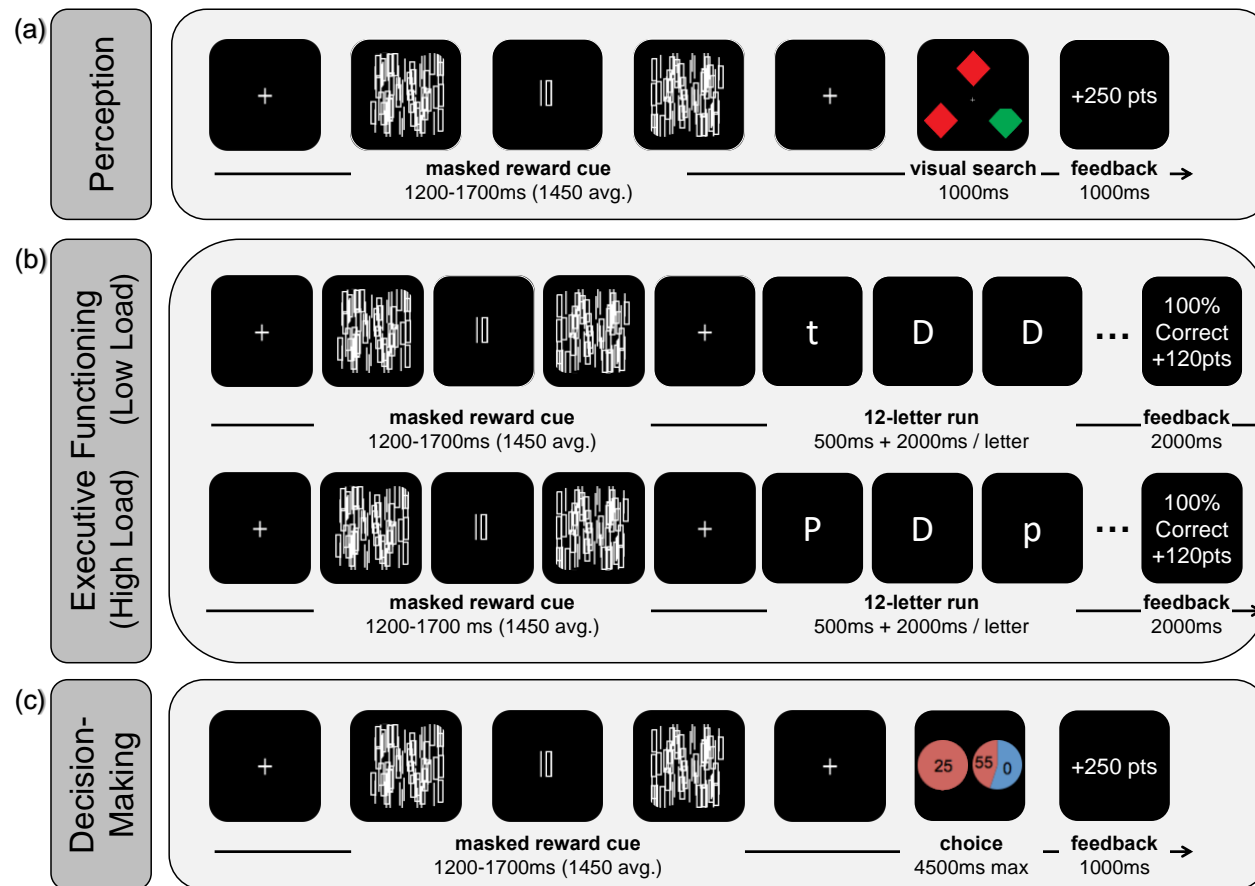 (a)
Perception
+250 pts
masked reward cue
1200-1700ms (1450 avg.)
visual search
1000ms
feedback
1000ms
(b)
Executive Functioning
(High Load) (Low Load)
t
D
D
...
100%
Correct
+120pts
masked reward cue
1200-1700ms (1450 avg.)
12-letter run
500ms + 2000ms / letter
feedback
2000ms
P
D
p
...
100%
Correct
+120pts
masked reward cue
1200-1700 ms (1450 avg.)
12-letter run
500ms + 2000ms / letter
feedback
2000ms
(c)
Decision-
Making
25
55
0
+250 pts
masked reward cue
1200-1700ms (1450 avg.)
choice
4500ms max
feedback
1000ms